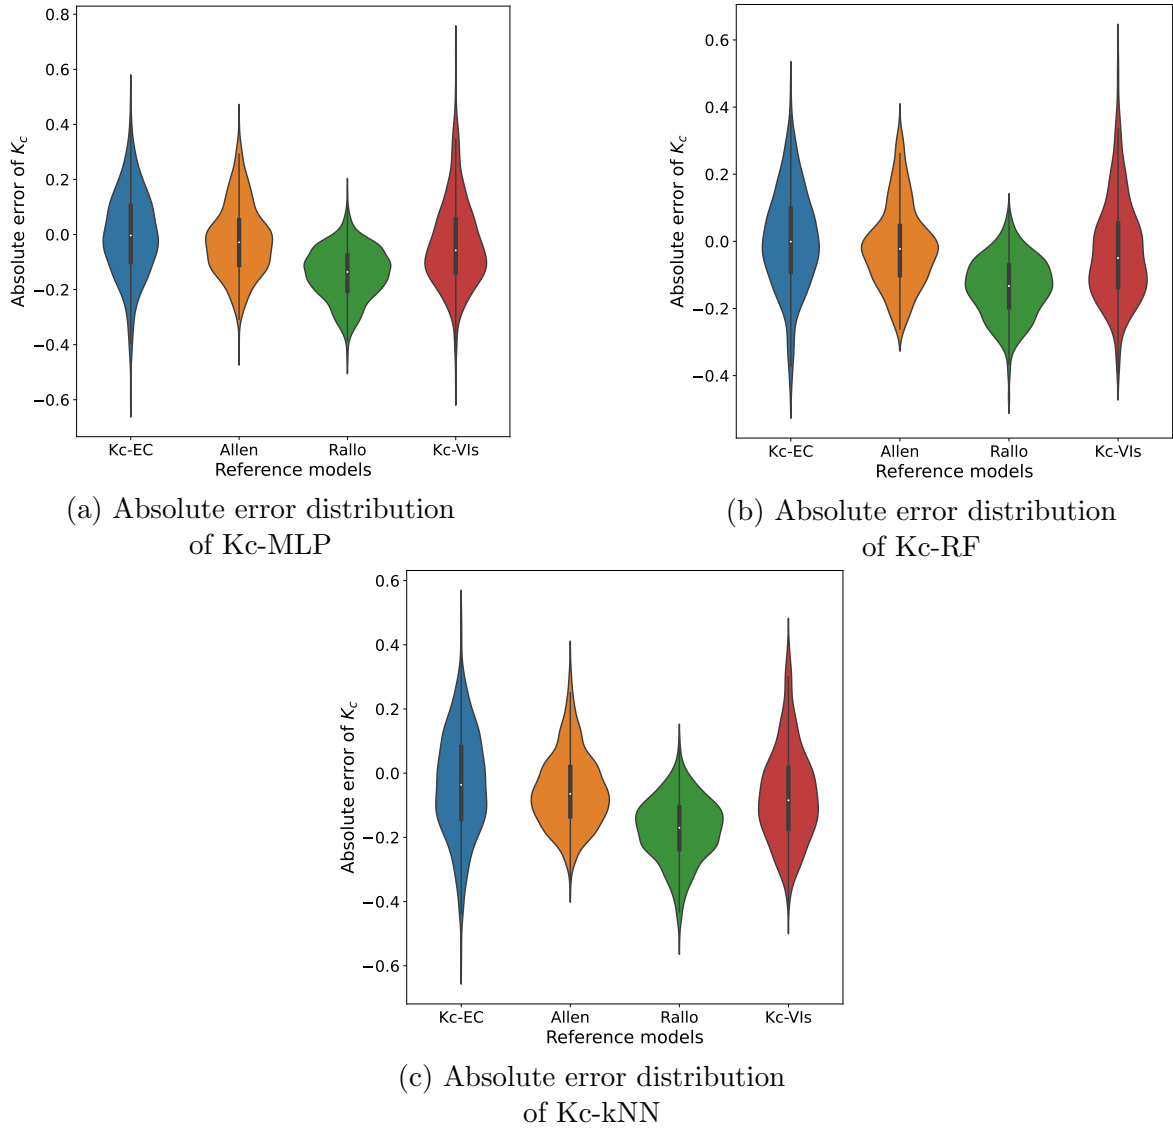 0.8
0.6
0.4
0.2
0.0
−0.2
−0.4
−0.6
Absolute error of Kc
Kc-EC Allen Rallo Kc-VIs
Reference models
(a) Absolute error distribution
of Kc-MLP
0.6
0.4
0.2
0.0
−0.2
−0.4
Absolute error of Kc
Kc-EC Allen Rallo Kc-VIs
Reference models
(b) Absolute error distribution
of Kc-RF
0.6
0.4
0.2
0.0
−0.2
−0.4
−0.6
Absolute error of Kc
Kc-EC Allen Rallo Kc-VIs
Reference models
(c) Absolute error distribution
of Kc-kNN